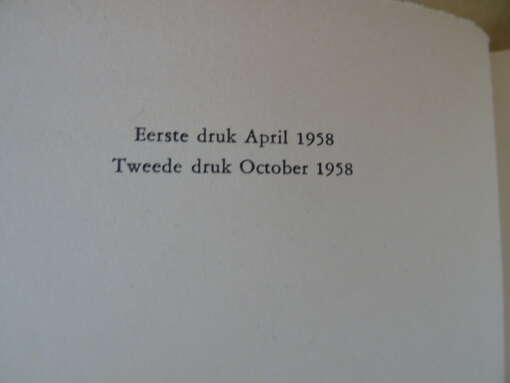 Eerste druk April 1958
Tweede druk October 1958